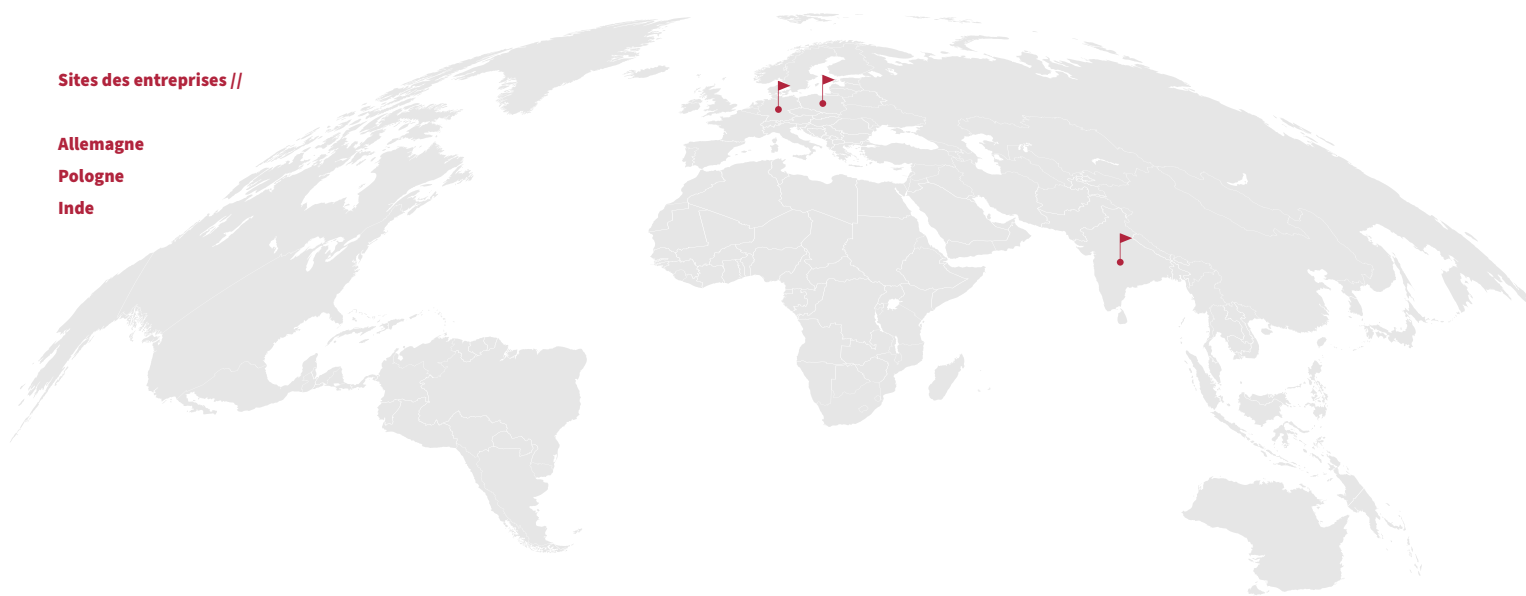 Sites des entreprises //
Allemagne
Pologne
Inde